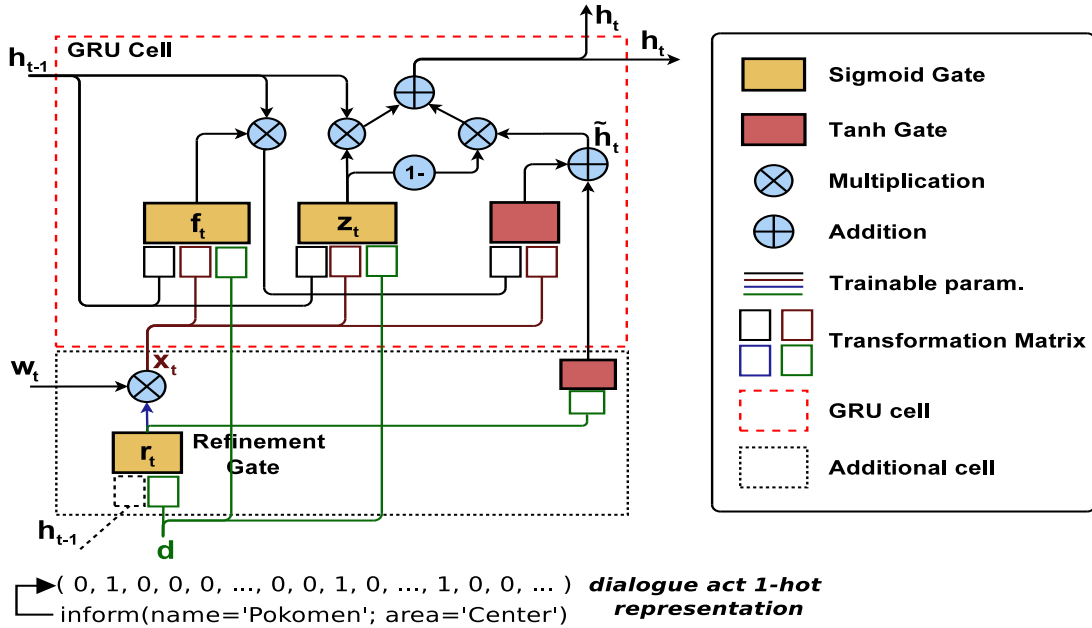 h_t
h_t
GRU Cell
h_{t-1}
h̃_t
1-
f_t
z_t
x_t
w_t
r_t
Refinement
Gate
h_{t-1}
d
( 0, 1, 0, 0, 0, ..., 0, 0, 1, 0, ..., 1, 0, 0, ... )
inform(name='Pokomen'; area='Center')
dialogue act 1-hot
representation
Sigmoid Gate
Tanh Gate
Multiplication
Addition
Trainable param.
Transformation Matrix
GRU cell
Additional cell